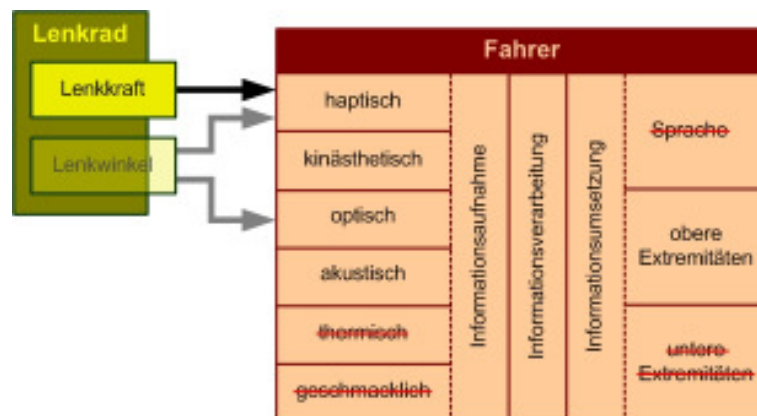 Lenkrad
Lenkkraft
Lenkwinkel
Fahrer
haptisch
kinästhetisch
optisch
akustisch
thermisch
geschmacklich
Informationsaufnahme
Informationsverarbeitung
Informationsumsetzung
Sprache
obere
Extremitäten
untere
Extremitäten